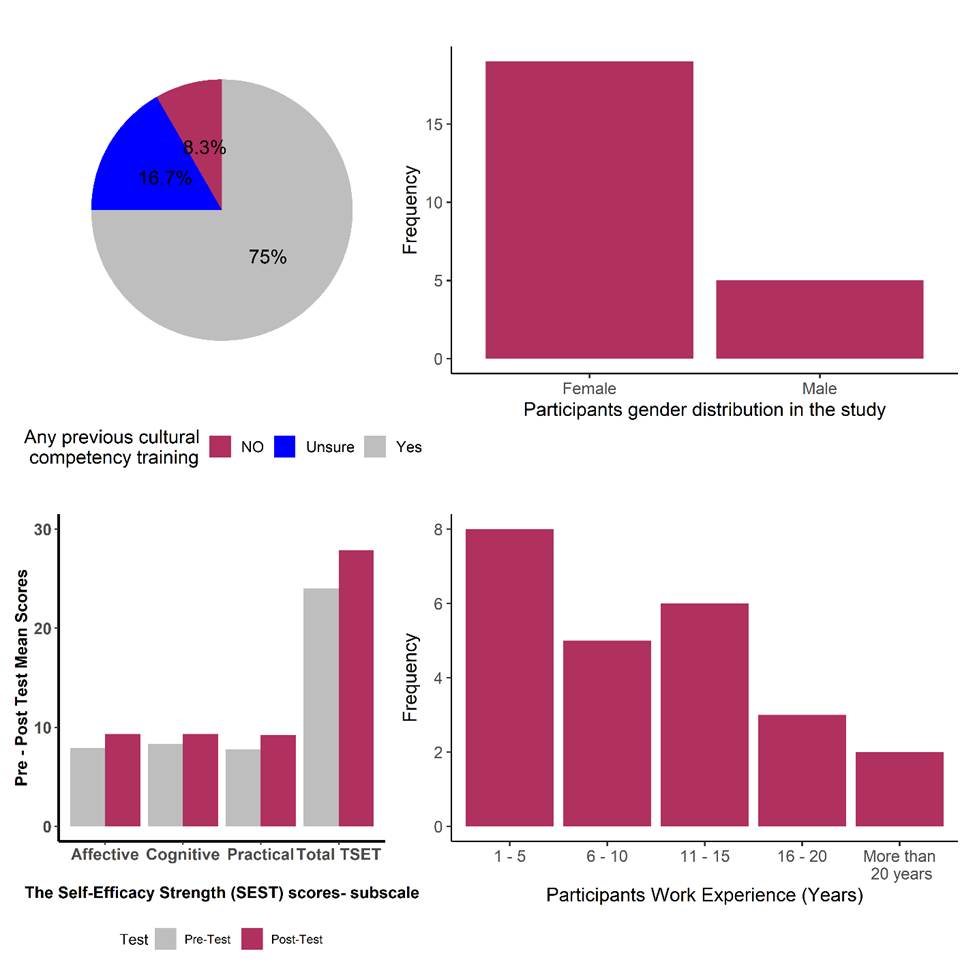 8.3%
16.7%
75%
Any previous cultural
competency training
NO
Unsure
Yes
Frequency
15
10
5
0
Female
Male
Participants gender distribution in the study
Pre - Post Test Mean Scores
30
20
10
0
Affective
Cognitive
Practical
Total TSET
The Self-Efficacy Strength (SEST) scores- subscale
Test
Pre-Test
Post-Test
Frequency
8
6
4
2
0
1 - 5
6 - 10
11 - 15
16 - 20
More than
20 years
Participants Work Experience (Years)